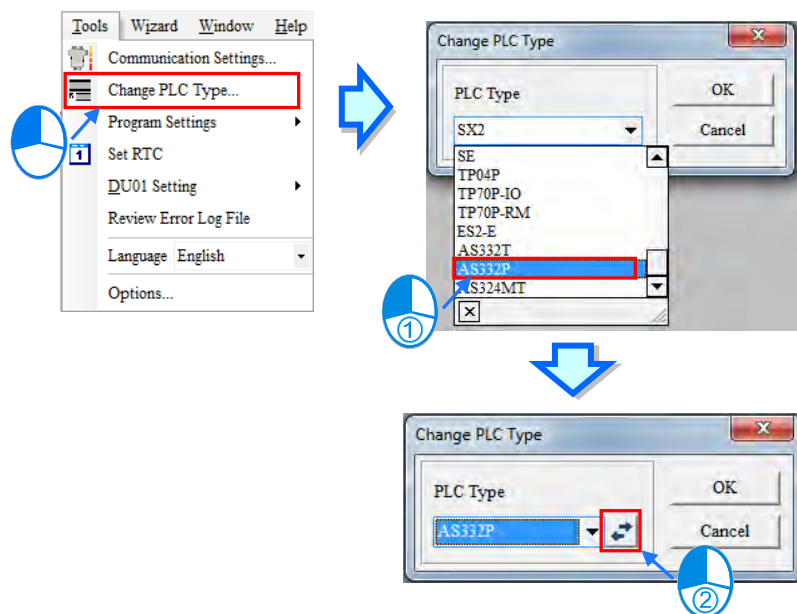 Tools Wizard Window Help
Communication Settings...
Change PLC Type...
Program Settings
1 Set RTC
DU01 Setting
Review Error Log File
Language English
Options...
Change PLC Type
PLC Type
OK
SX2
Cancel
SE
TP04P
TP70P-IO
TP70P-RM
ES2-E
AS332T
AS332P
AS324MT
①
Change PLC Type
PLC Type
OK
AS332P
Cancel
②